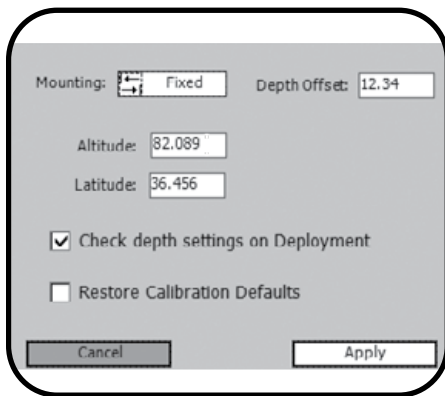 Mounting: Fixed Depth Offset: 12.34
Altitude: 82.089
Latitude: 36.456
Check depth settings on Deployment
Restore Calibration Defaults
Cancel Apply